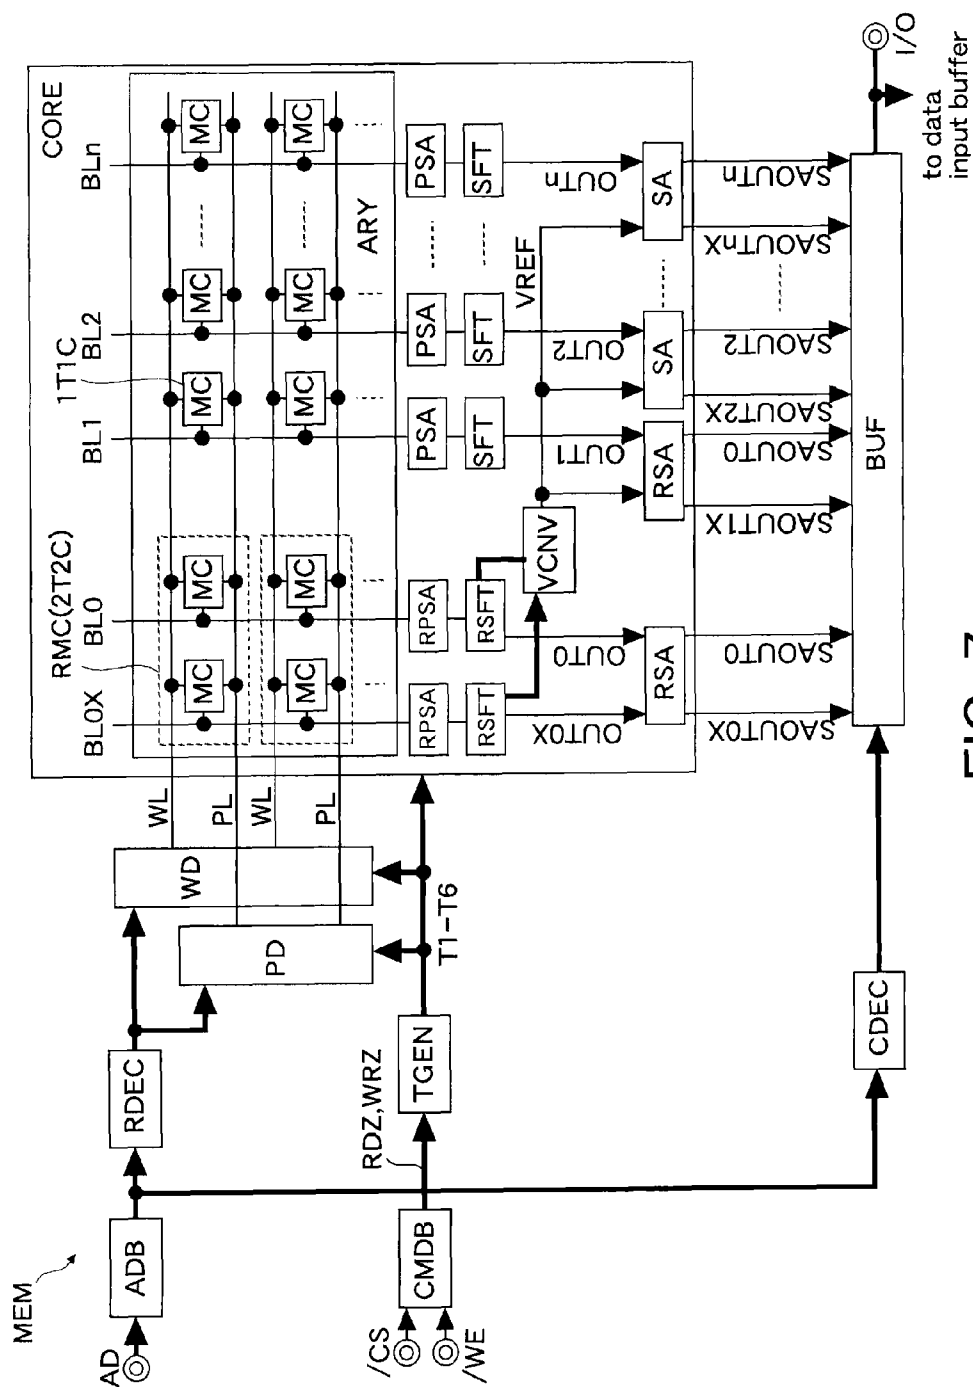 MEM
CORE
RMC(2T2C)
1T1C
BL0X
BL0
BL1
BL2
BLn
AD
ADB
RDEC
WD
WL
MC
MC
MC
MC
MC
PL
PD
WL
MC
MC
MC
MC
MC
PL
ARY
/CS
/WE
CMDB
RDZ,WRZ
TGEN
T1-T6
RPSA
RPSA
PSA
PSA
PSA
RSFT
RSFT
SFT
SFT
SFT
VCNV
VREF
OUT0X
OUT0
OUT1
OUT2
OUTn
RSA
RSA
SA
SA
SAOUT0X
SAOUT0
SAOUT1X
SAOUT0
SAOUT2X
SAOUT2
SAOUTnX
SAOUTn
CDEC
BUF
I/O
to data
input buffer
FIG. 7